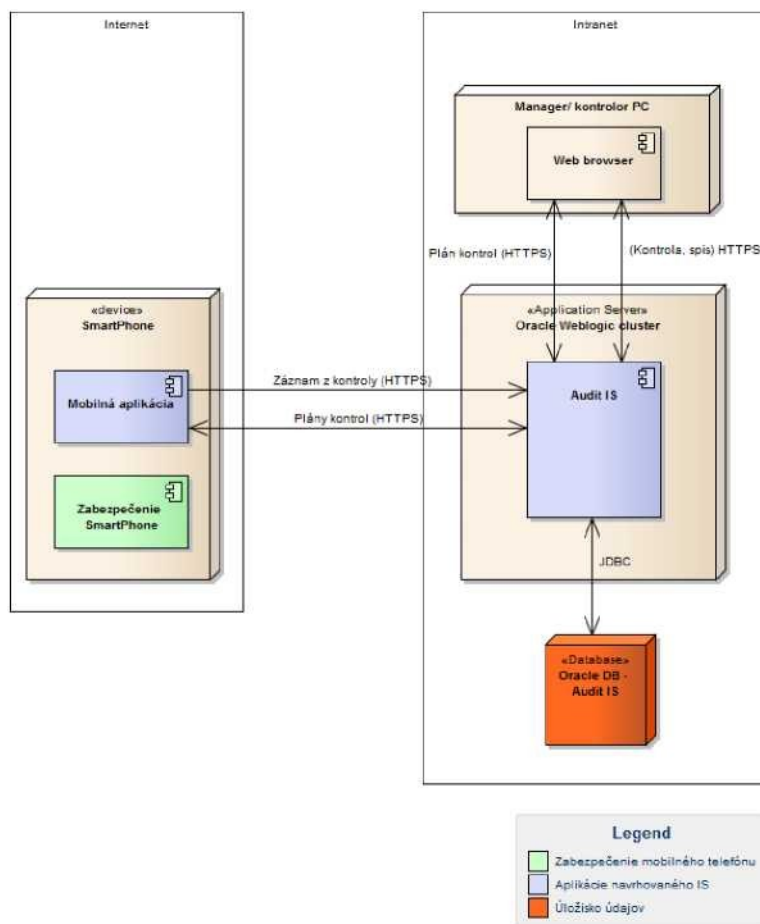 Internet
Intranet
Manager/ kontrolor PC
Web browser
Plán kontrol (HTTPS)
(Kontrola, spis) HTTPS
«device»
SmartPhone
«Application Server»
Oracle Weblogic cluster
Mobilná aplikácia
Záznam z kontroly (HTTPS)
Audit IS
Plány kontrol (HTTPS)
Zabezpečenie
SmartPhone
JDBC
«Database»
Oracle DB -
Audit IS
Legend
Zabezpečenie mobilného telefónu
Aplikácie navrhovaného IS
Úložisko údajov